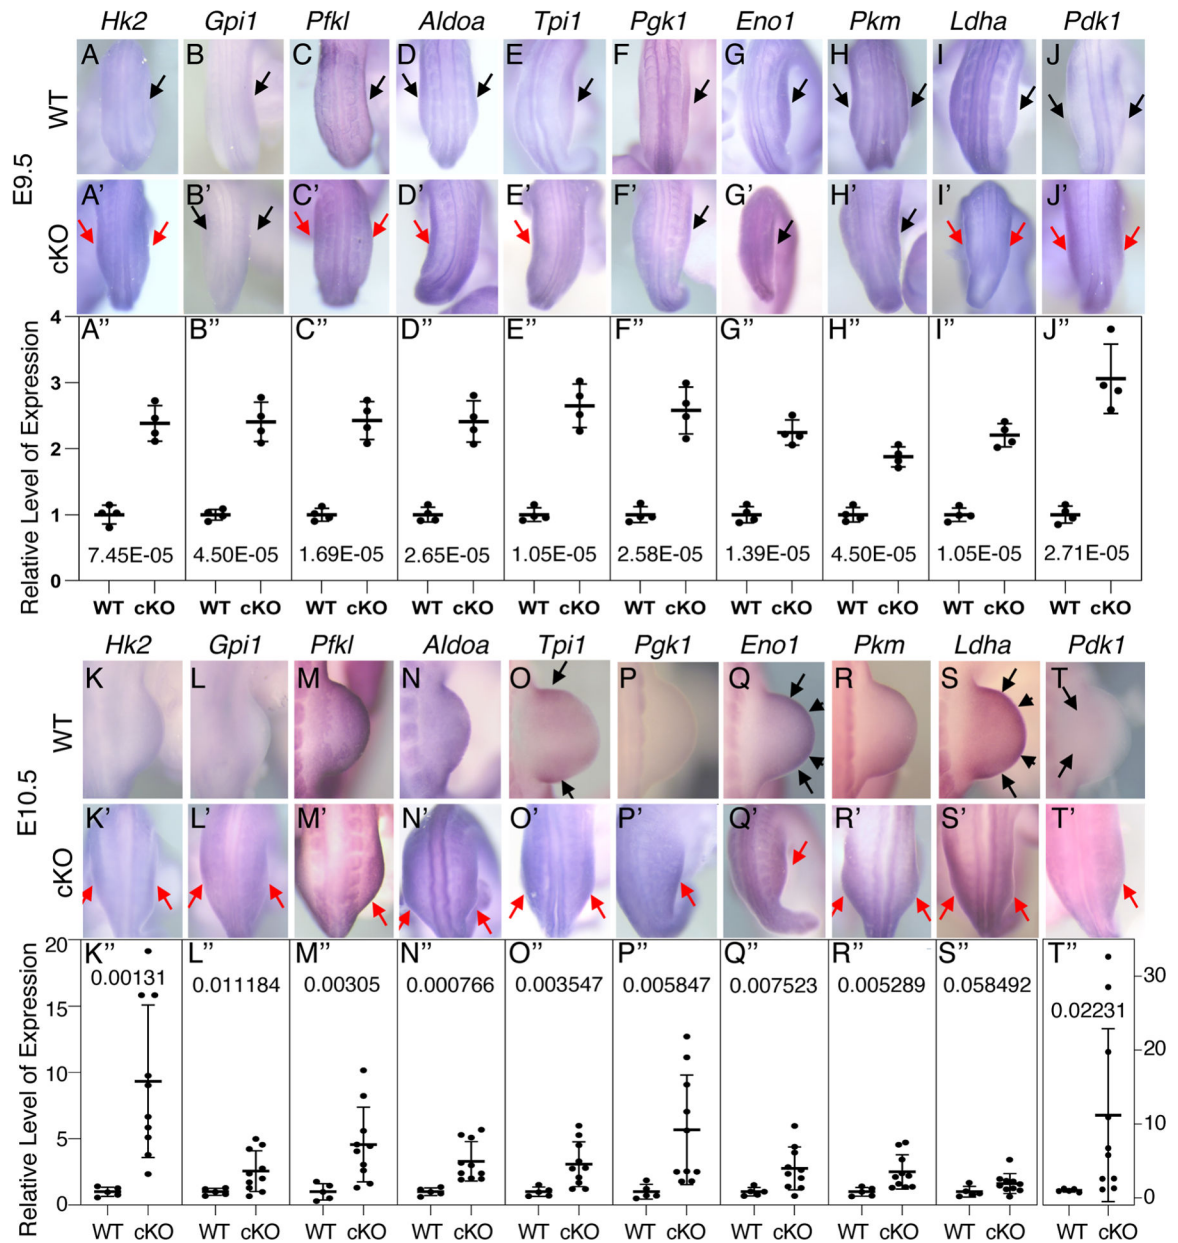 Hk2 Gpi1 Pfkl Aldoa Tpi1 Pgk1 Eno1 Pkm Ldha Pdk1
A B C D E F G H I J
WT
E9.5
A’ B’ C’ D’ E’ F’ G’ H’ I’ J’
cKO
A’’ B’’ C’’ D’’ E’’ F’’ G’’ H’’ I’’ J’’
4
3
2
1
0
Relative Level of Expression
7.45E-05 4.50E-05 1.69E-05 2.65E-05 1.05E-05 2.58E-05 1.39E-05 4.50E-05 1.05E-05 2.71E-05
WT cKO WT cKO WT cKO WT cKO WT cKO WT cKO WT cKO WT cKO WT cKO WT cKO
Hk2 Gpi1 Pfkl Aldoa Tpi1 Pgk1 Eno1 Pkm Ldha Pdk1
K L M N O P Q R S T
WT
E10.5
K’ L’ M’ N’ O’ P’ Q’ R’ S’ T’
cKO
K’’ L’’ M’’ N’’ O’’ P’’ Q’’ R’’ S’’ T’’
0.00131 0.011184 0.00305 0.000766 0.003547 0.005847 0.007523 0.005289 0.058492 0.02231
20
15
10
5
0
Relative Level of Expression
30
20
10
0
WT cKO WT cKO WT cKO WT cKO WT cKO WT cKO WT cKO WT cKO WT cKO WT cKO